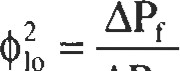 ϕ²lo = ΔPf